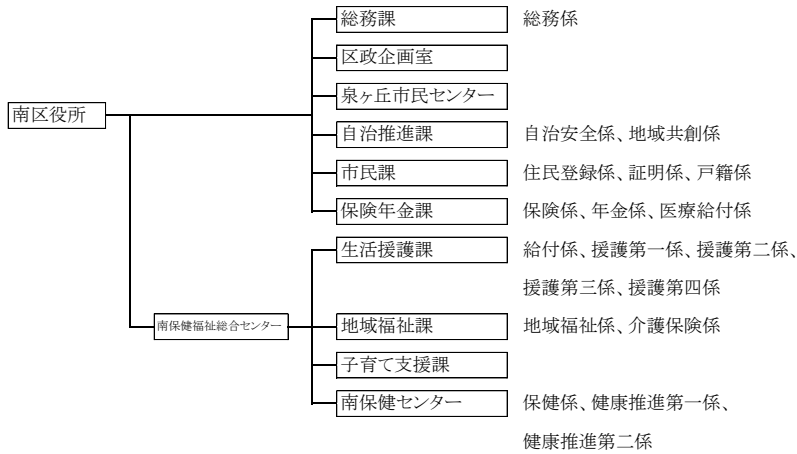 総務課 総務係
区政企画室
泉ヶ丘市民センター
南区役所
自治推進課 自治安全係、地域共創係
市民課 住民登録係、証明係、戸籍係
保険年金課 保険係、年金係、医療給付係
生活援護課 給付係、援護第一係、援護第二係、
援護第三係、援護第四係
南保健福祉総合センター 地域福祉課 地域福祉係、介護保険係
子育て支援課
南保健センター 保健係、健康推進第一係、
健康推進第二係